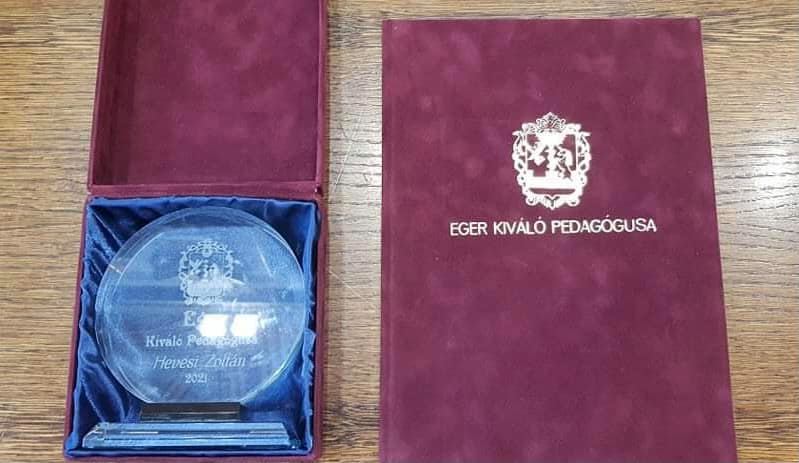 Kiváló Pedagógusa
Hevesi Zoltán
2021
EGER KIVÁLÓ PEDAGÓGUSA